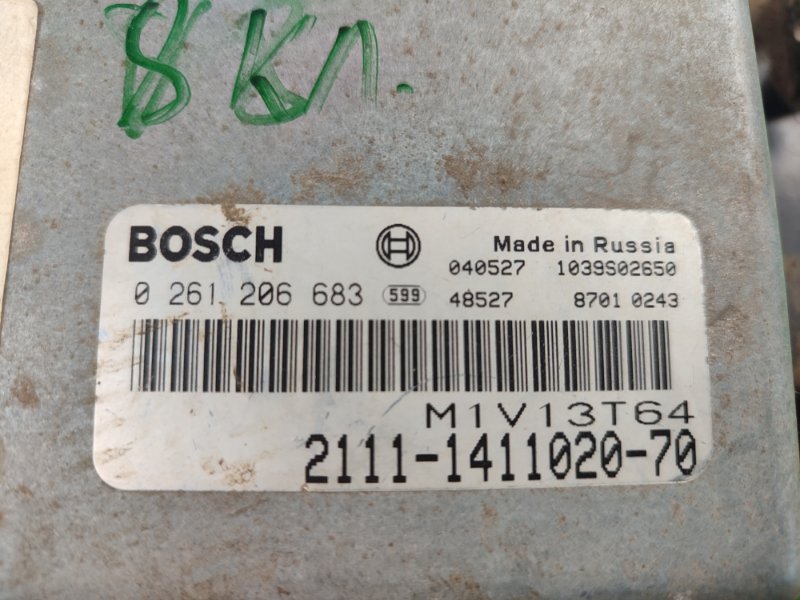 8 кл.
BOSCH
Made in Russia
040527 1039S02650
0 261 206 683 599 48527 8701 0243
M1V13T64
2111-1411020-70